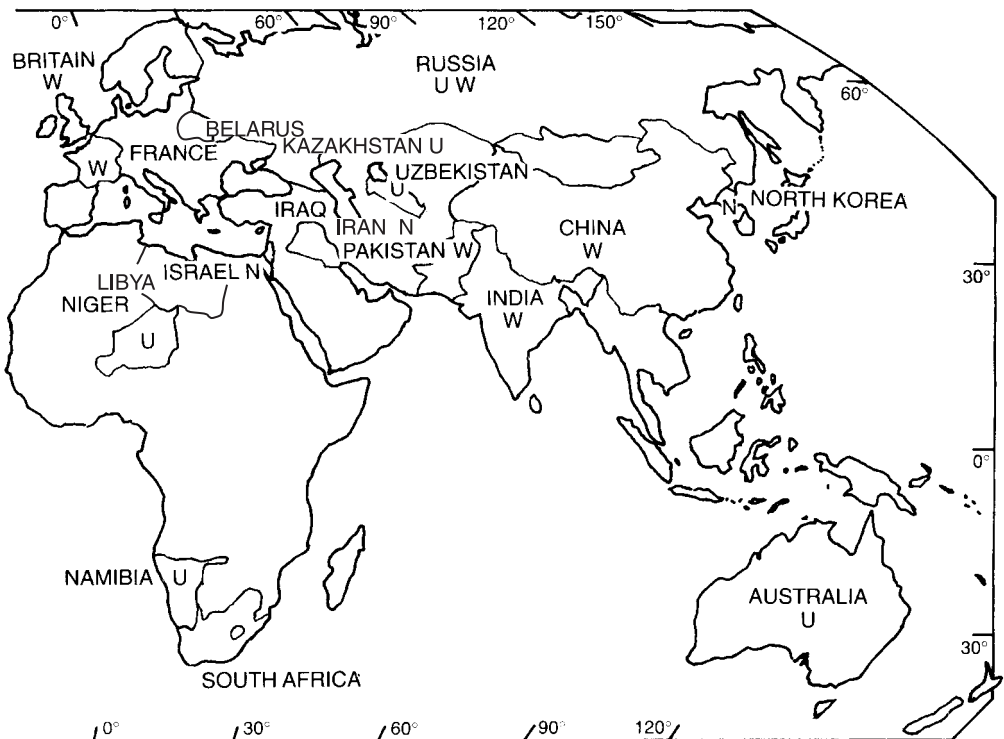 0° 60° 90° 120° 150°
BRITAIN
W
RUSSIA
U W
60°
BELARUS
KAZAKHSTAN U
FRANCE
W
UZBEKISTAN
U
NORTH KOREA
N
IRAQ
IRAN N
PAKISTAN W
CHINA
W
30°
ISRAEL N
LIBYA
NIGER
U
INDIA
W
0°
NAMIBIA U
AUSTRALIA
U
30°
SOUTH AFRICA
0° 30° 60° 90° 120°